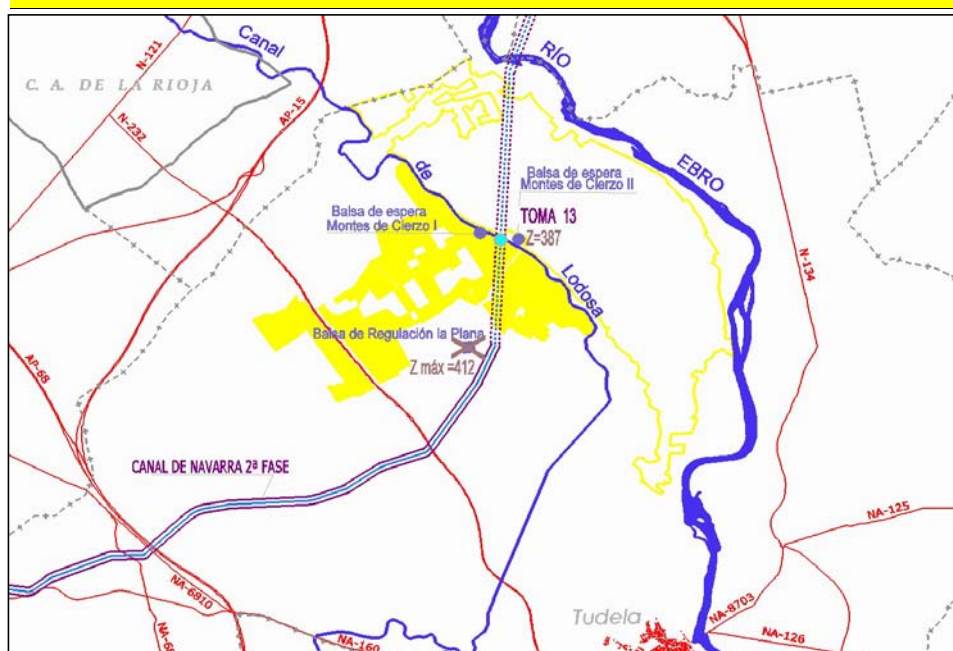 Canal
RÍO
N-121
C. A. DE LA RIOJA
AP-15
N-232
de
EBRO
Balsa de espera
Montes de Cierzo II
Balsa de espera
Montes de Cierzo I
TOMA 13
Z=387
N-134
Lodosa
Balsa de Regulación la Plana
Z máx =412
AP-68
CANAL DE NAVARRA 2ª FASE
NA-125
NA-6810
Tudela
NA-8703
NA-160
NA-126